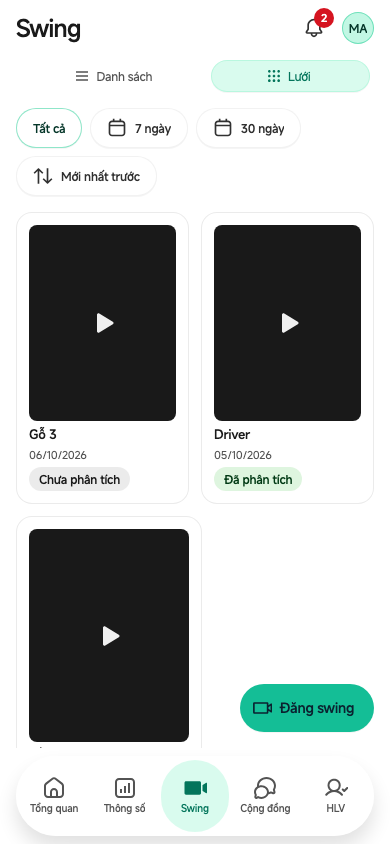 Swing
2
MA
Danh sách
Lưới
Tất cả
7 ngày
30 ngày
Mới nhất trước
Gỗ 3
06/10/2026
Chưa phân tích
Driver
05/10/2026
Đã phân tích
Đăng swing
Tổng quan
Thông số
Swing
Cộng đồng
HLV